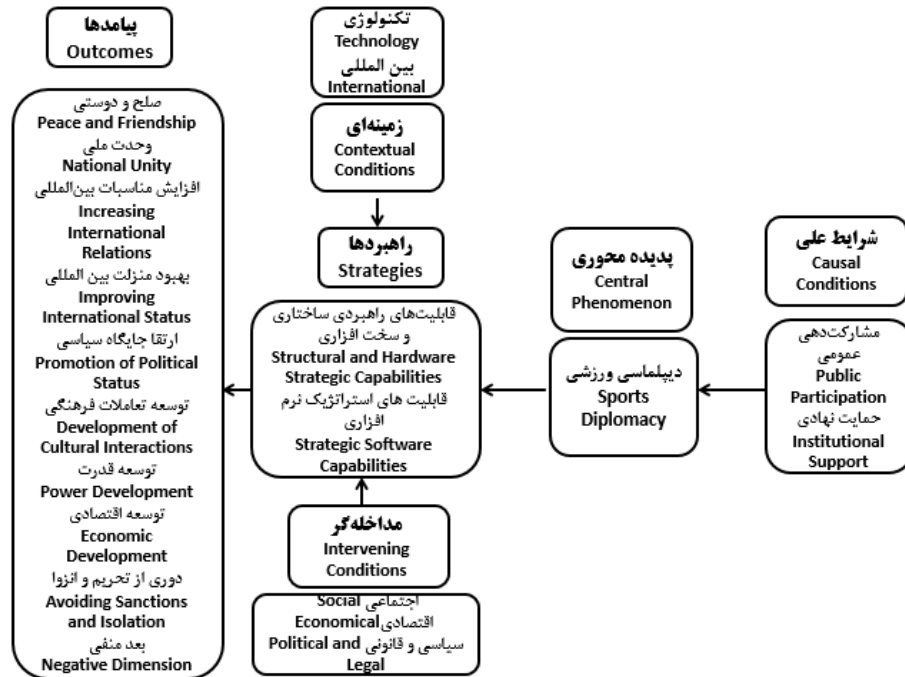 پیامدها
Outcomes
صلح و دوستی
Peace and Friendship
وحدت ملی
National Unity
افزایش مناسبات بین‌المللی
Increasing
International
Relations
بهبود منزلت بین المللی
Improving
International Status
ارتقا جایگاه سیاسی
Promotion of Political
Status
توسعه تعاملات فرهنگی
Development of
Cultural Interactions
توسعه قدرت
Power Development
توسعه اقتصادی
Economic
Development
دوری از تحریم و انزوا
Avoiding Sanctions
and Isolation
بعد منفی
Negative Dimension
تکنولوژی
Technology
بین المللی
International
زمینه‌ای
Contextual
Conditions
راهبردها
Strategies
قابلیت‌های راهبردی ساختاری
و سخت افزاری
Structural and Hardware
Strategic Capabilities
قابلیت های استراتژیک نرم
افزاری
Strategic Software
Capabilities
مداخله‌گر
Intervening
Conditions
اجتماعی Social
اقتصادی Economical
سیاسی و قانونی Political and
Legal
پدیده محوری
Central
Phenomenon
دیپلماسی ورزشی
Sports
Diplomacy
شرایط علی
Causal
Conditions
مشارکت‌دهی
عمومی
Public
Participation
حمایت نهادی
Institutional
Support